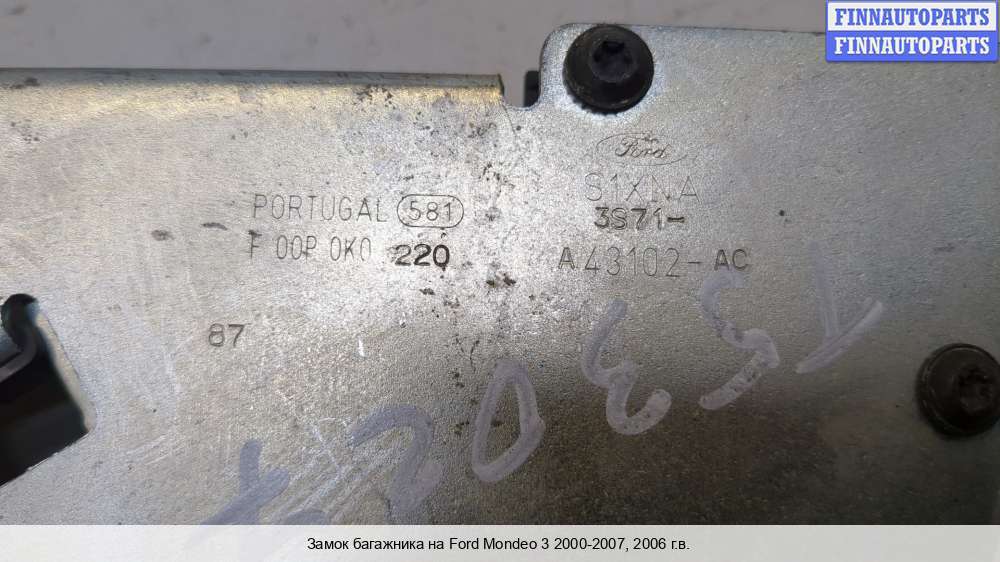 FINNAUTOPARTS
FINNAUTOPARTS
Ford
S1XNA
3S71-
A43102-AC
PORTUGAL 581
F 00P 0K0 220
87
Замок багажника на Ford Mondeo 3 2000-2007, 2006 г.в.